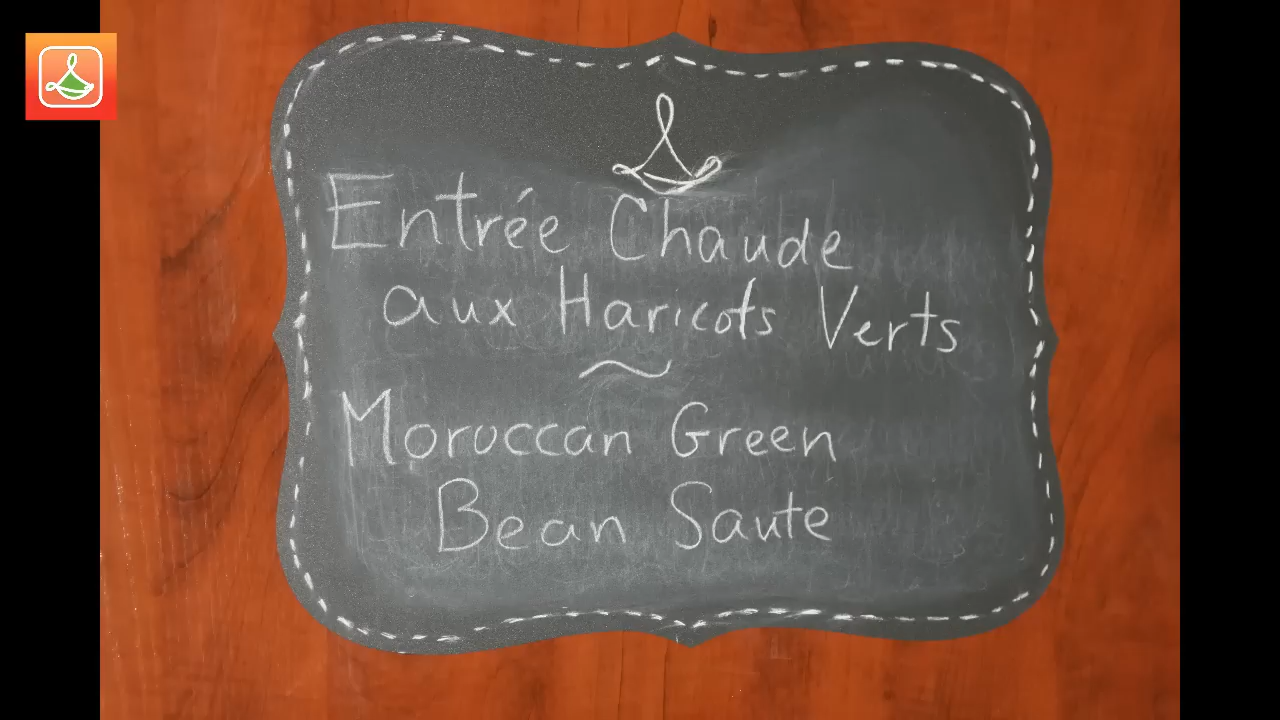 Entrée Chaude
aux Haricots Verts
~
Moroccan Green
Bean Saute